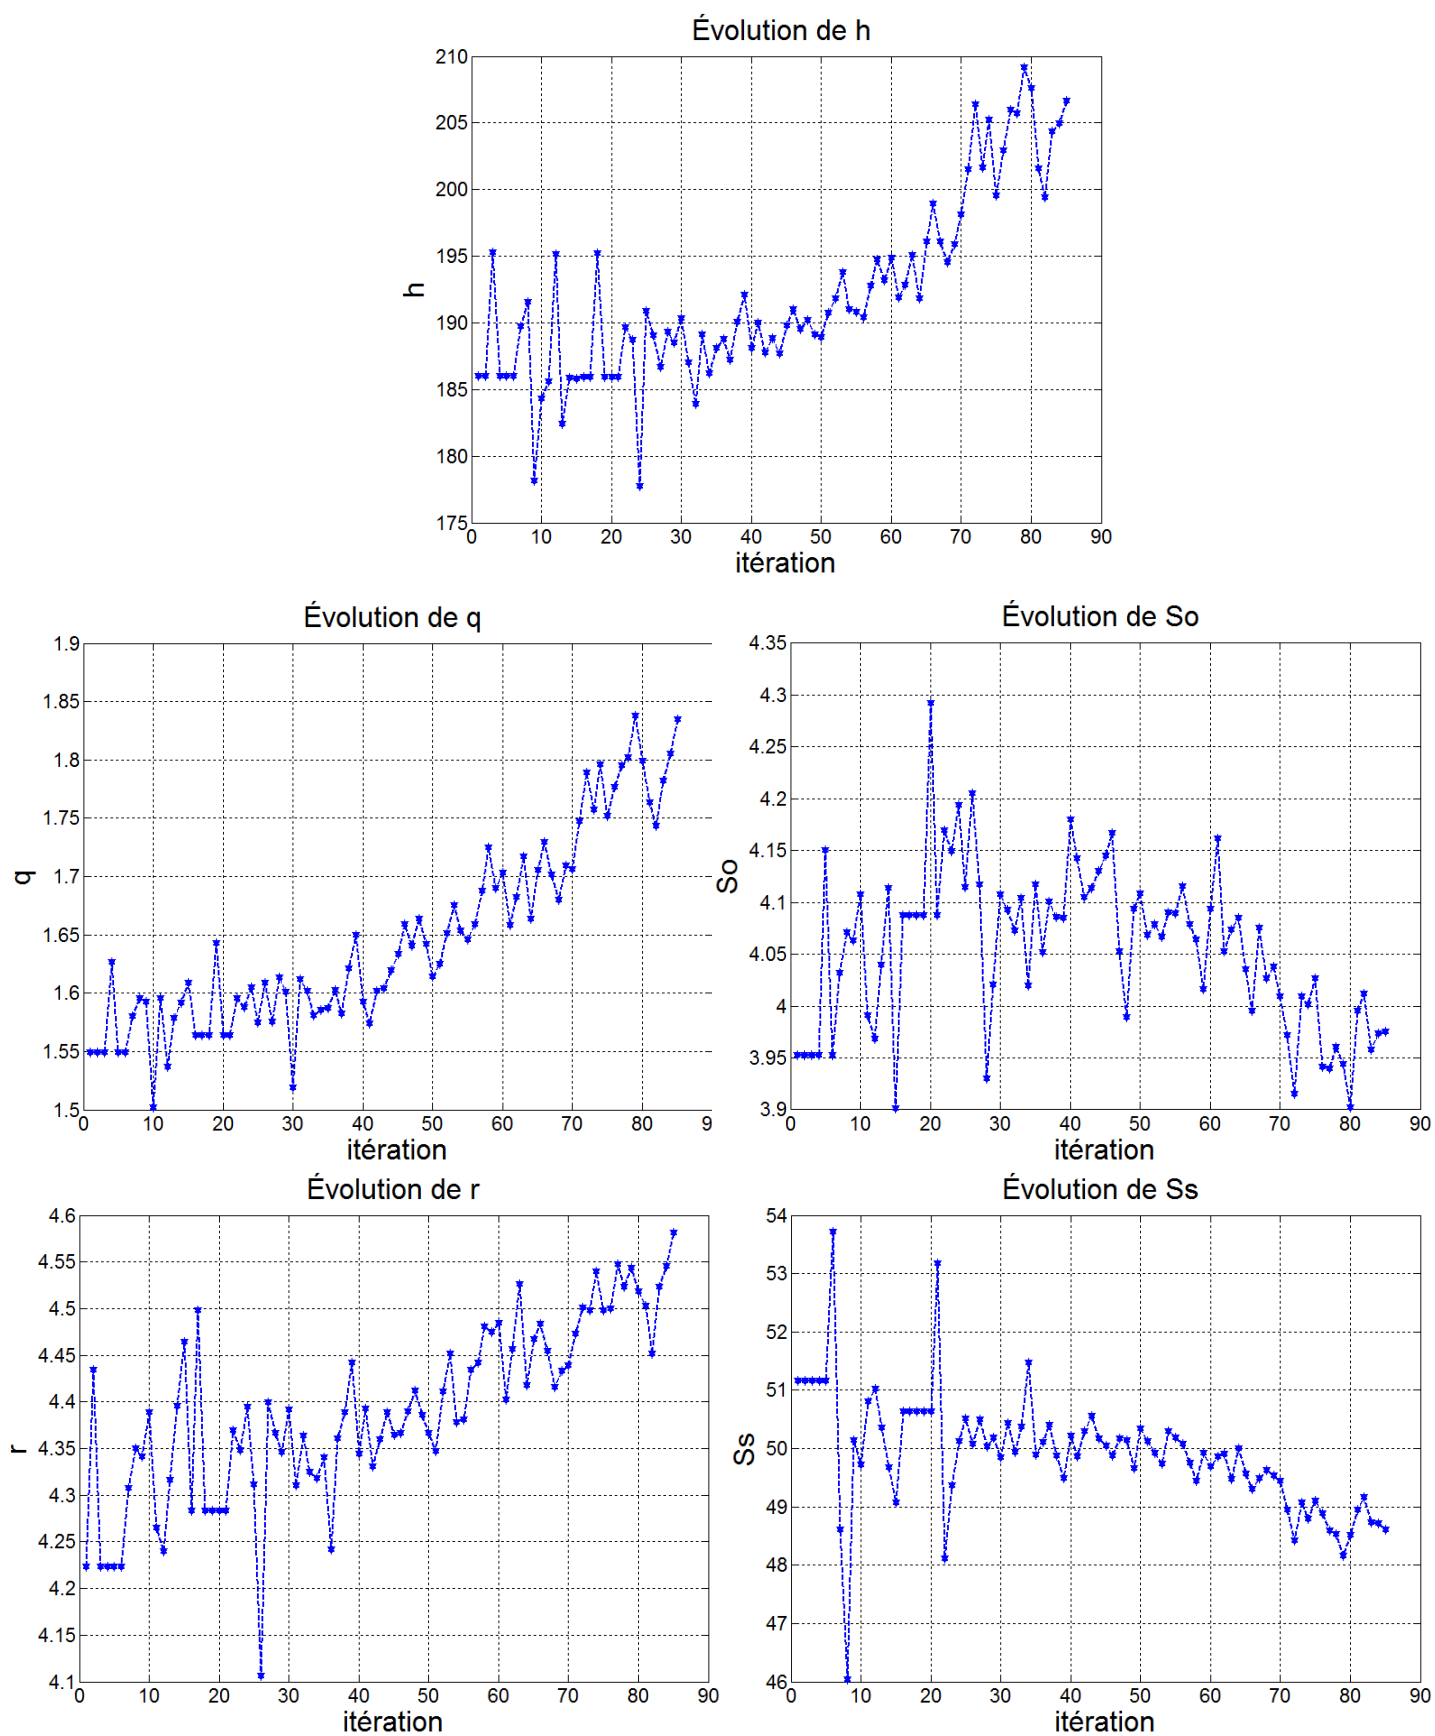 Évolution de h
210
205
200
195
190
185
180
175
h
0 10 20 30 40 50 60 70 80 90
itération
Évolution de q
1.9
1.85
1.8
1.75
1.7
1.65
1.6
1.55
1.5
q
0 10 20 30 40 50 60 70 80 9
itération
Évolution de So
4.35
4.3
4.25
4.2
4.15
4.1
4.05
4
3.95
3.9
So
0 10 20 30 40 50 60 70 80 90
itération
Évolution de r
4.6
4.55
4.5
4.45
4.4
4.35
4.3
4.25
4.2
4.15
4.1
r
0 10 20 30 40 50 60 70 80 90
itération
Évolution de Ss
54
53
52
51
50
49
48
47
46
Ss
0 10 20 30 40 50 60 70 80 90
itération